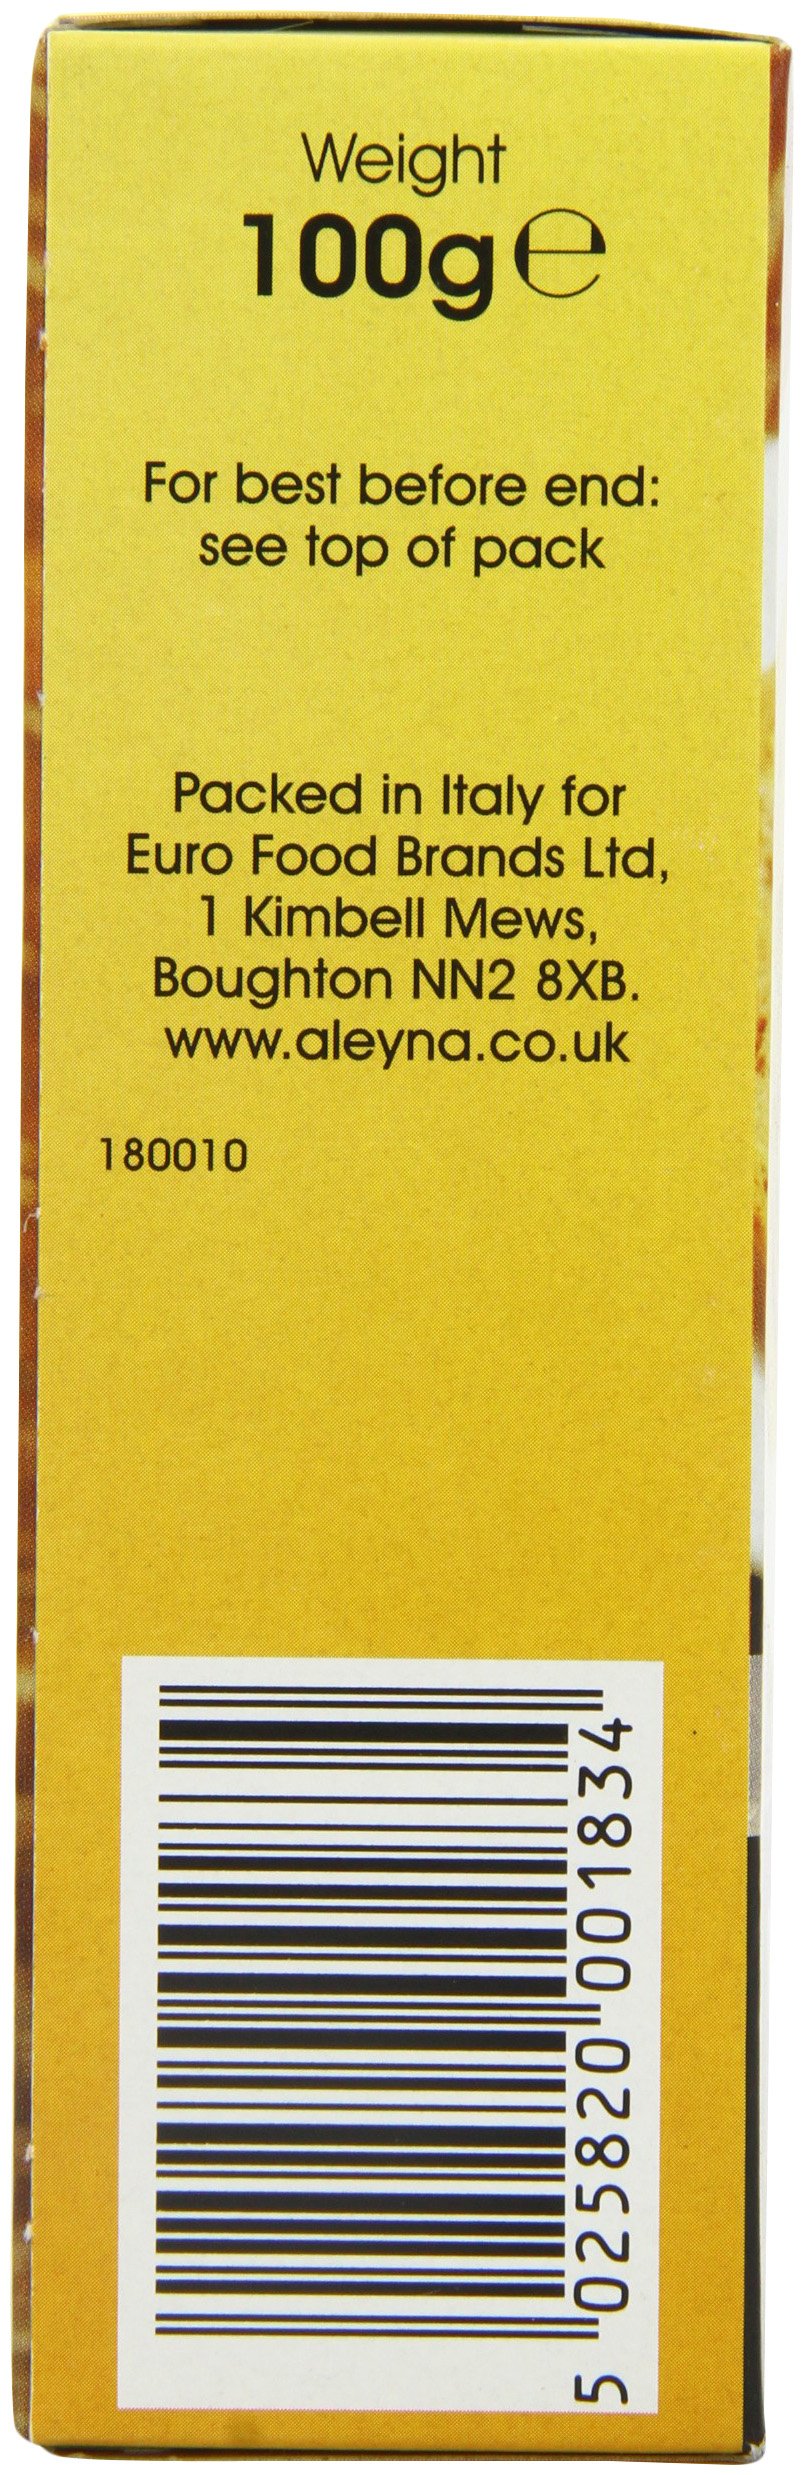 Weight
100g ℮
For best before end:
see top of pack
Packed in Italy for
Euro Food Brands Ltd,
1 Kimbell Mews,
Boughton NN2 8XB.
www.aleyna.co.uk
180010
5 025820 001834